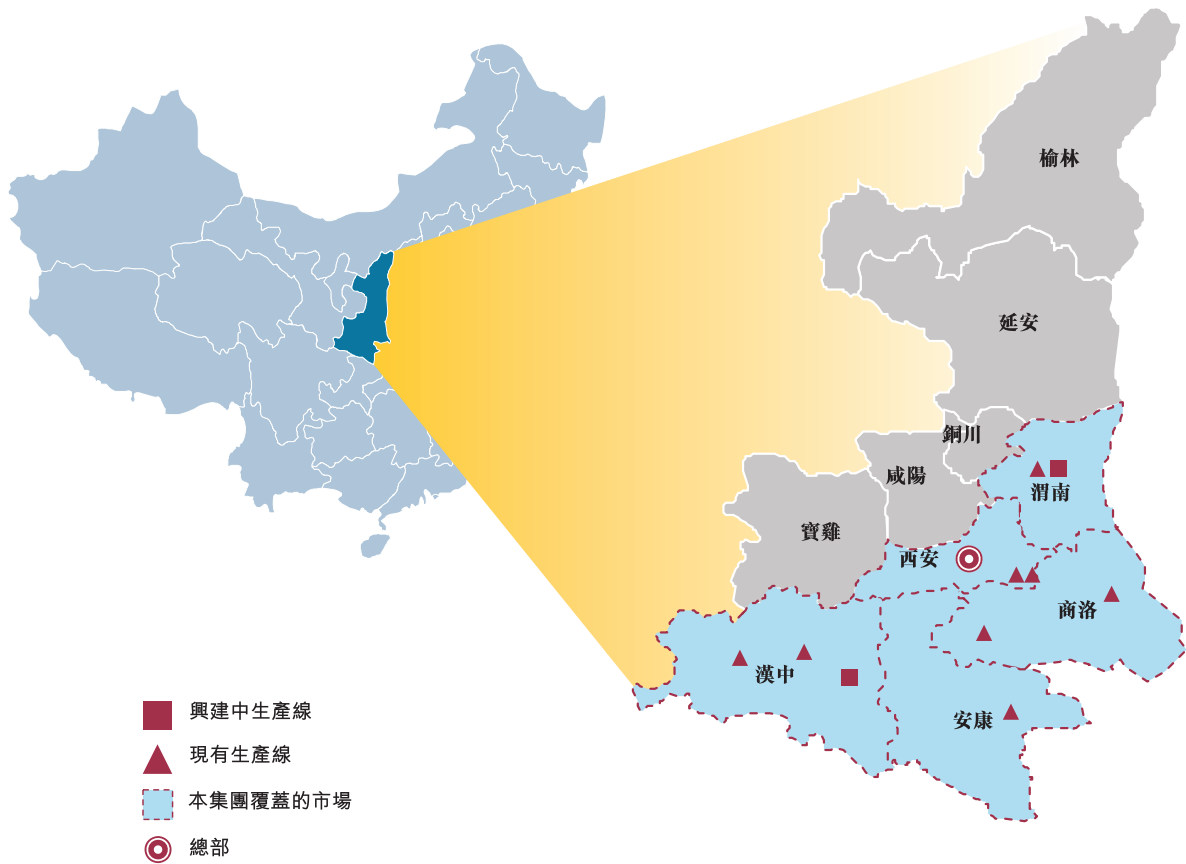 榆林
延安
銅川
咸陽
渭南
寶雞
西安
商洛
漢中
安康
興建中生產線
現有生產線
本集團覆蓋的市場
總部